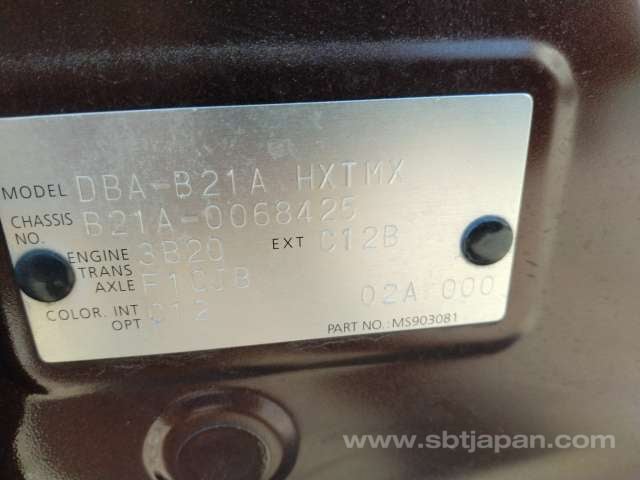 MODEL DBA-B21A HXTMX
CHASSIS NO. B21A-0068425
ENGINE 3B20 EXT C12B
TRANS AXLE F1CJB
COLOR. INT C12 02A 000
OPT
PART NO.: MS903081
www.sbtjapan.com